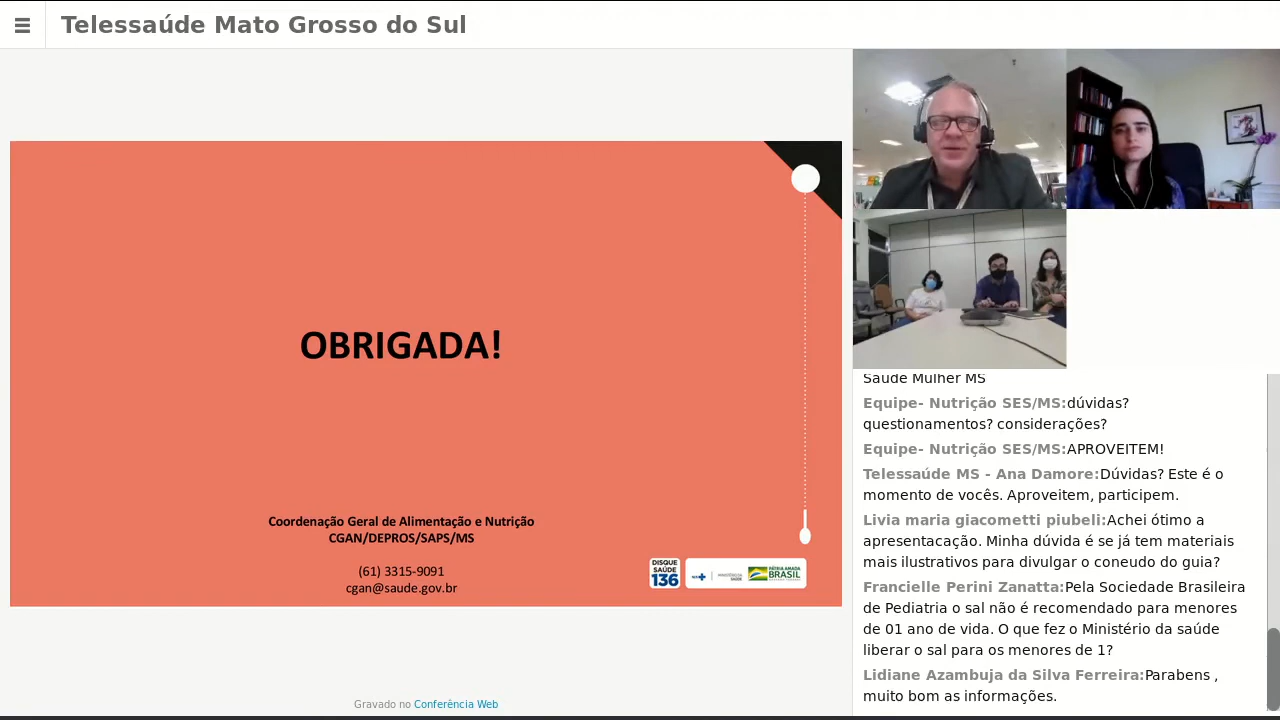 Telessaúde Mato Grosso do Sul
OBRIGADA!
Coordenação Geral de Alimentação e Nutrição
CGAN/DEPROS/SAPS/MS
(61) 3315-9091
cgan@saude.gov.br
DISQUE
SAÚDE
136
SUS
MINISTÉRIO DA
SAÚDE
PÁTRIA AMADA
BRASIL
Gravado no Conferência Web
Saúde Mulher MS
Equipe- Nutrição SES/MS:dúvidas?
questionamentos? considerações?
Equipe- Nutrição SES/MS:APROVEITEM!
Telessaúde MS - Ana Damore:Dúvidas? Este é o
momento de vocês. Aproveitem, participem.
Livia maria giacometti piubeli:Achei ótimo a
apresentacação. Minha dúvida é se já tem materiais
mais ilustrativos para divulgar o coneudo do guia?
Francielle Perini Zanatta:Pela Sociedade Brasileira
de Pediatria o sal não é recomendado para menores
de 01 ano de vida. O que fez o Ministério da saúde
liberar o sal para os menores de 1?
Lidiane Azambuja da Silva Ferreira:Parabens ,
muito bom as informações.